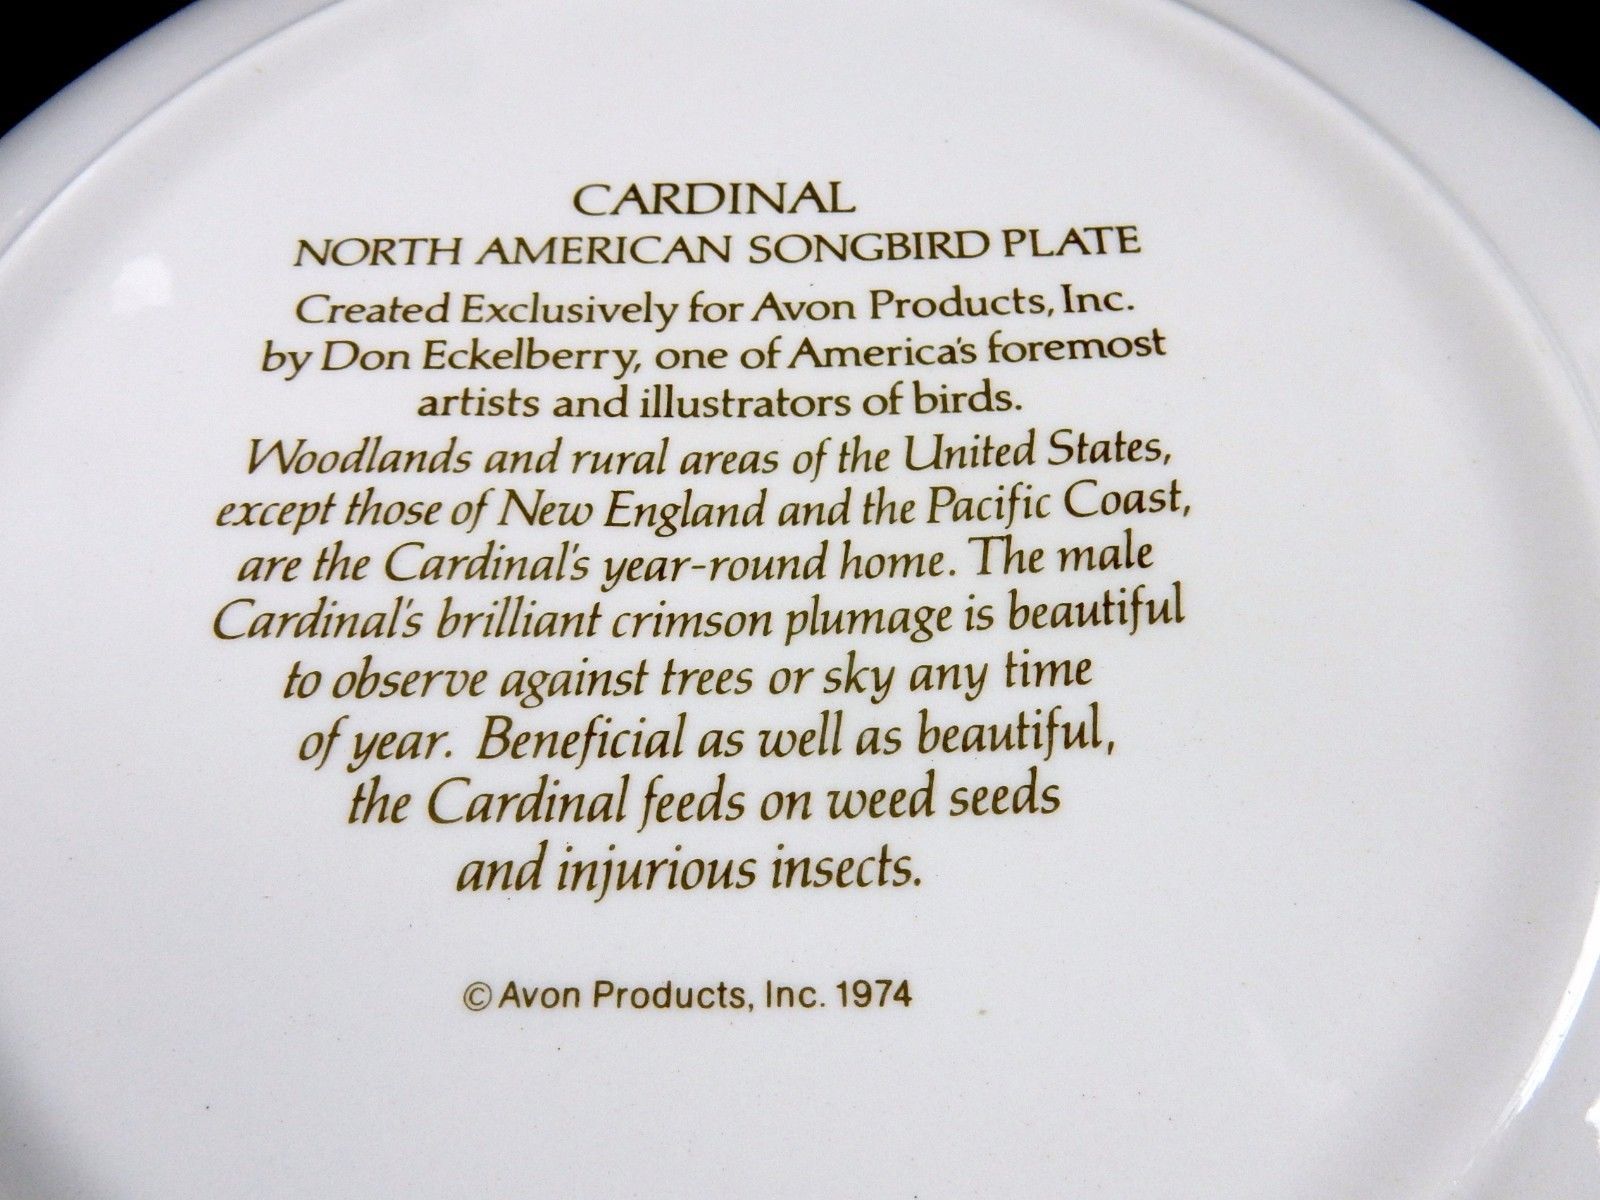 CARDINAL
NORTH AMERICAN SONGBIRD PLATE
Created Exclusively for Avon Products, Inc.
by Don Eckelberry, one of America's foremost
artists and illustrators of birds.
Woodlands and rural areas of the United States,
except those of New England and the Pacific Coast,
are the Cardinal's year-round home. The male
Cardinal's brilliant crimson plumage is beautiful
to observe against trees or sky any time
of year. Beneficial as well as beautiful,
the Cardinal feeds on weed seeds
and injurious insects.
© Avon Products, Inc. 1974